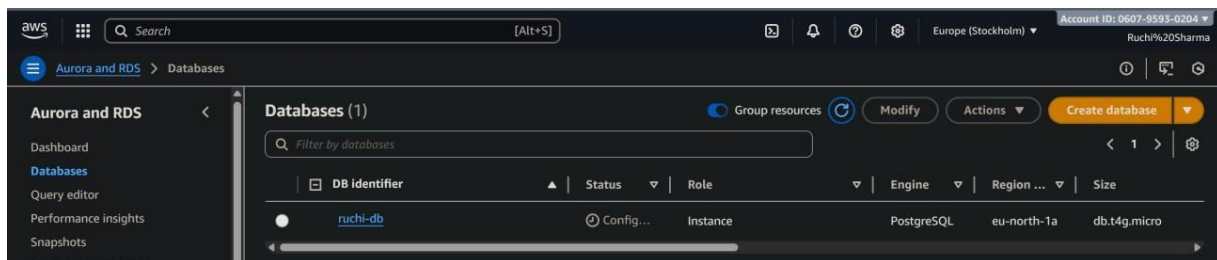 aws Search [Alt+S] Europe (Stockholm) Account ID: 0607-9593-0204
Ruchi%20Sharma
Aurora and RDS > Databases
Aurora and RDS
Dashboard
Databases
Query editor
Performance insights
Snapshots
Databases (1) Group resources Modify Actions Create database
Filter by databases 1
DB identifier Status Role Engine Region ... Size
ruchi-db Config... Instance PostgreSQL eu-north-1a db.t4g.micro